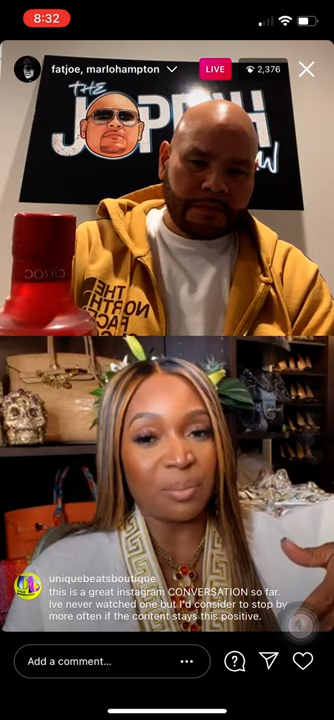 8:32
fatjoe, marlohampton
LIVE
2,376
THE
JOPRAH
CIROC
THE
NORTH
FACE
uniquebeatsboutique
this is a great instagram CONVERSATION so far.
Ive never watched one but I'd consider to stop by
more often if the content stays this positive.
Add a comment...